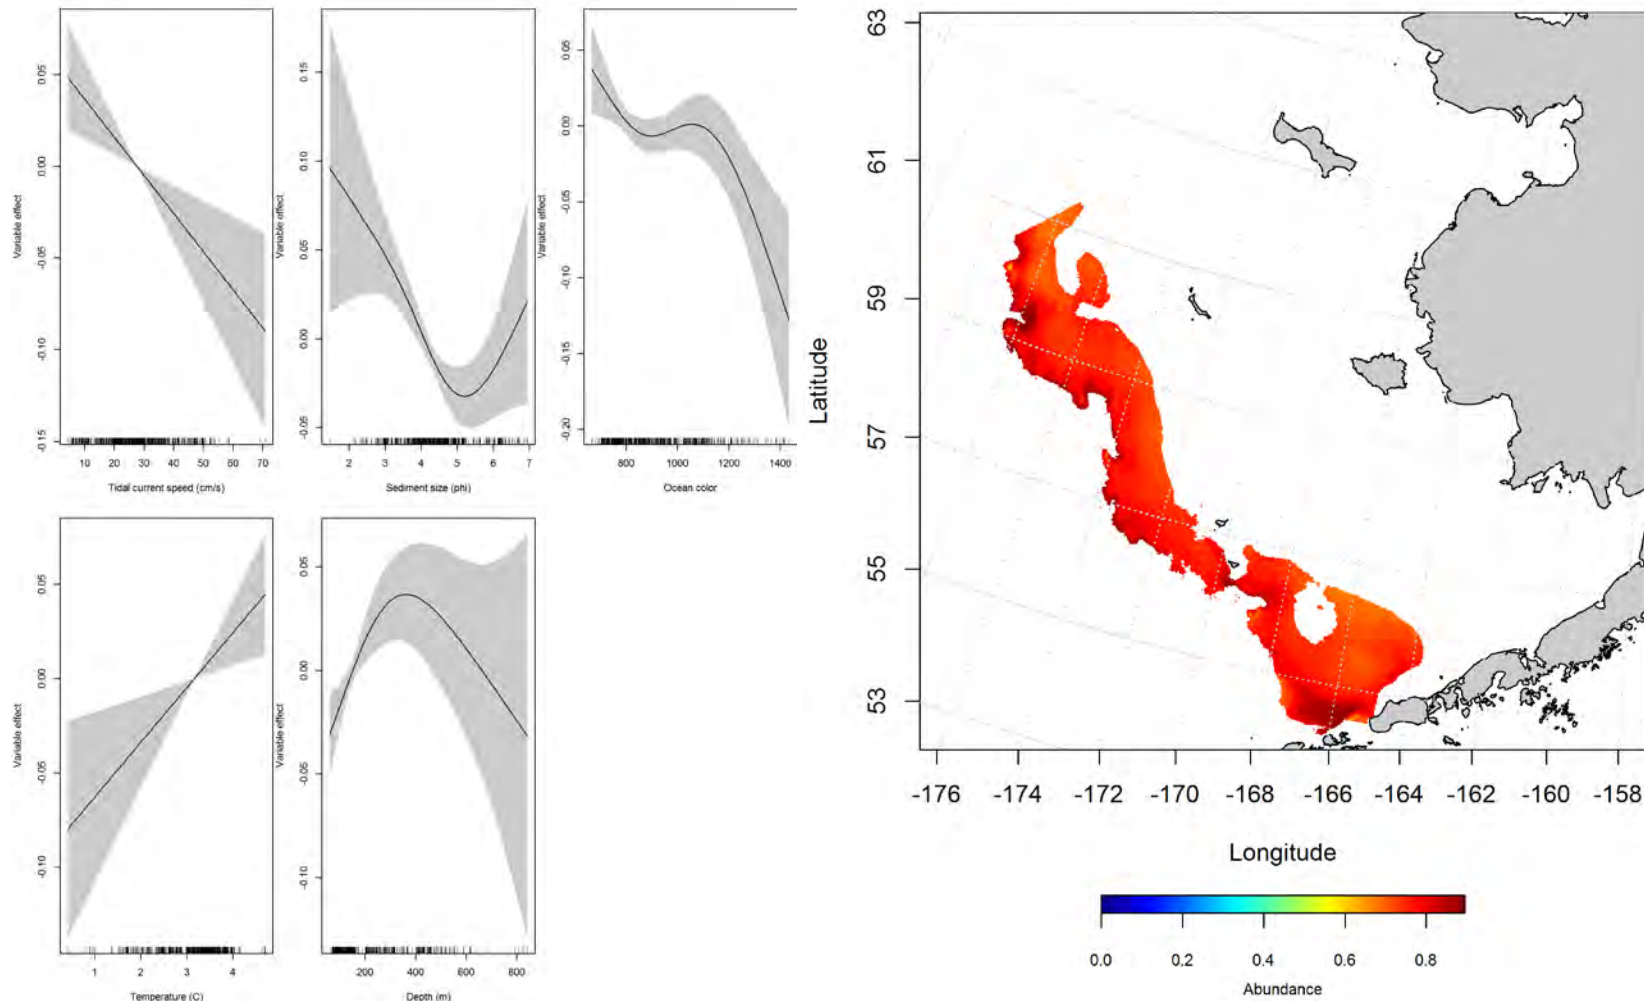 Variable effect
0.05
0.00
-0.05
-0.10
-0.15
10 20 30 40 50 60 70
Tidal current speed (cm/s)
Variable effect
0.15
0.10
0.05
0.00
-0.05
2 3 4 5 6 7
Sediment size (phi)
Variable effect
0.05
0.00
-0.05
-0.10
-0.15
-0.20
800 1000 1200 1400
Ocean color
Variable effect
0.05
0.00
-0.05
-0.10
1 2 3 4
Temperature (C)
Variable effect
0.05
0.00
-0.05
-0.10
200 400 600 800
Depth (m)
Latitude
63
61
59
57
55
53
-176 -174 -172 -170 -168 -166 -164 -162 -160 -158
Longitude
0.0 0.2 0.4 0.6 0.8
Abundance